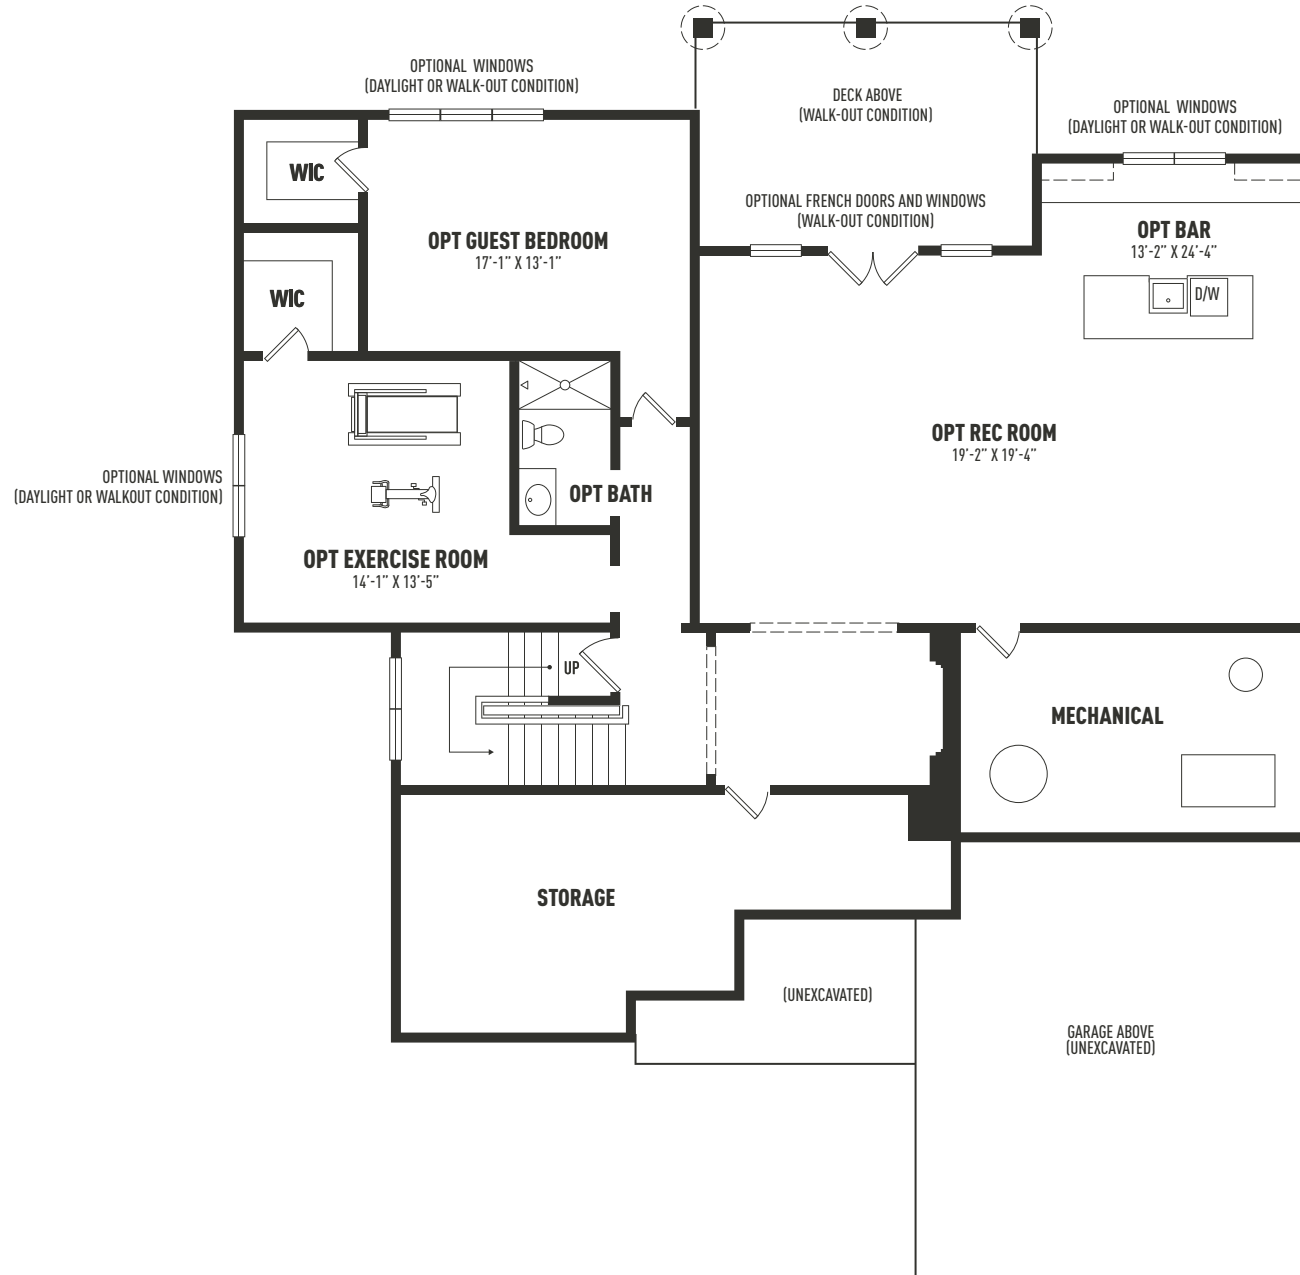 OPTIONAL WINDOWS
(DAYLIGHT OR WALK-OUT CONDITION)
DECK ABOVE
(WALK-OUT CONDITION)
OPTIONAL WINDOWS
(DAYLIGHT OR WALK-OUT CONDITION)
WIC
OPTIONAL FRENCH DOORS AND WINDOWS
(WALK-OUT CONDITION)
OPT GUEST BEDROOM
17'-1" X 13'-1"
OPT BAR
13'-2" X 24'-4"
WIC
D/W
OPT REC ROOM
19'-2" X 19'-4"
OPTIONAL WINDOWS
(DAYLIGHT OR WALKOUT CONDITION)
OPT BATH
OPT EXERCISE ROOM
14'-1" X 13'-5"
UP
MECHANICAL
STORAGE
(UNEXCAVATED)
GARAGE ABOVE
(UNEXCAVATED)